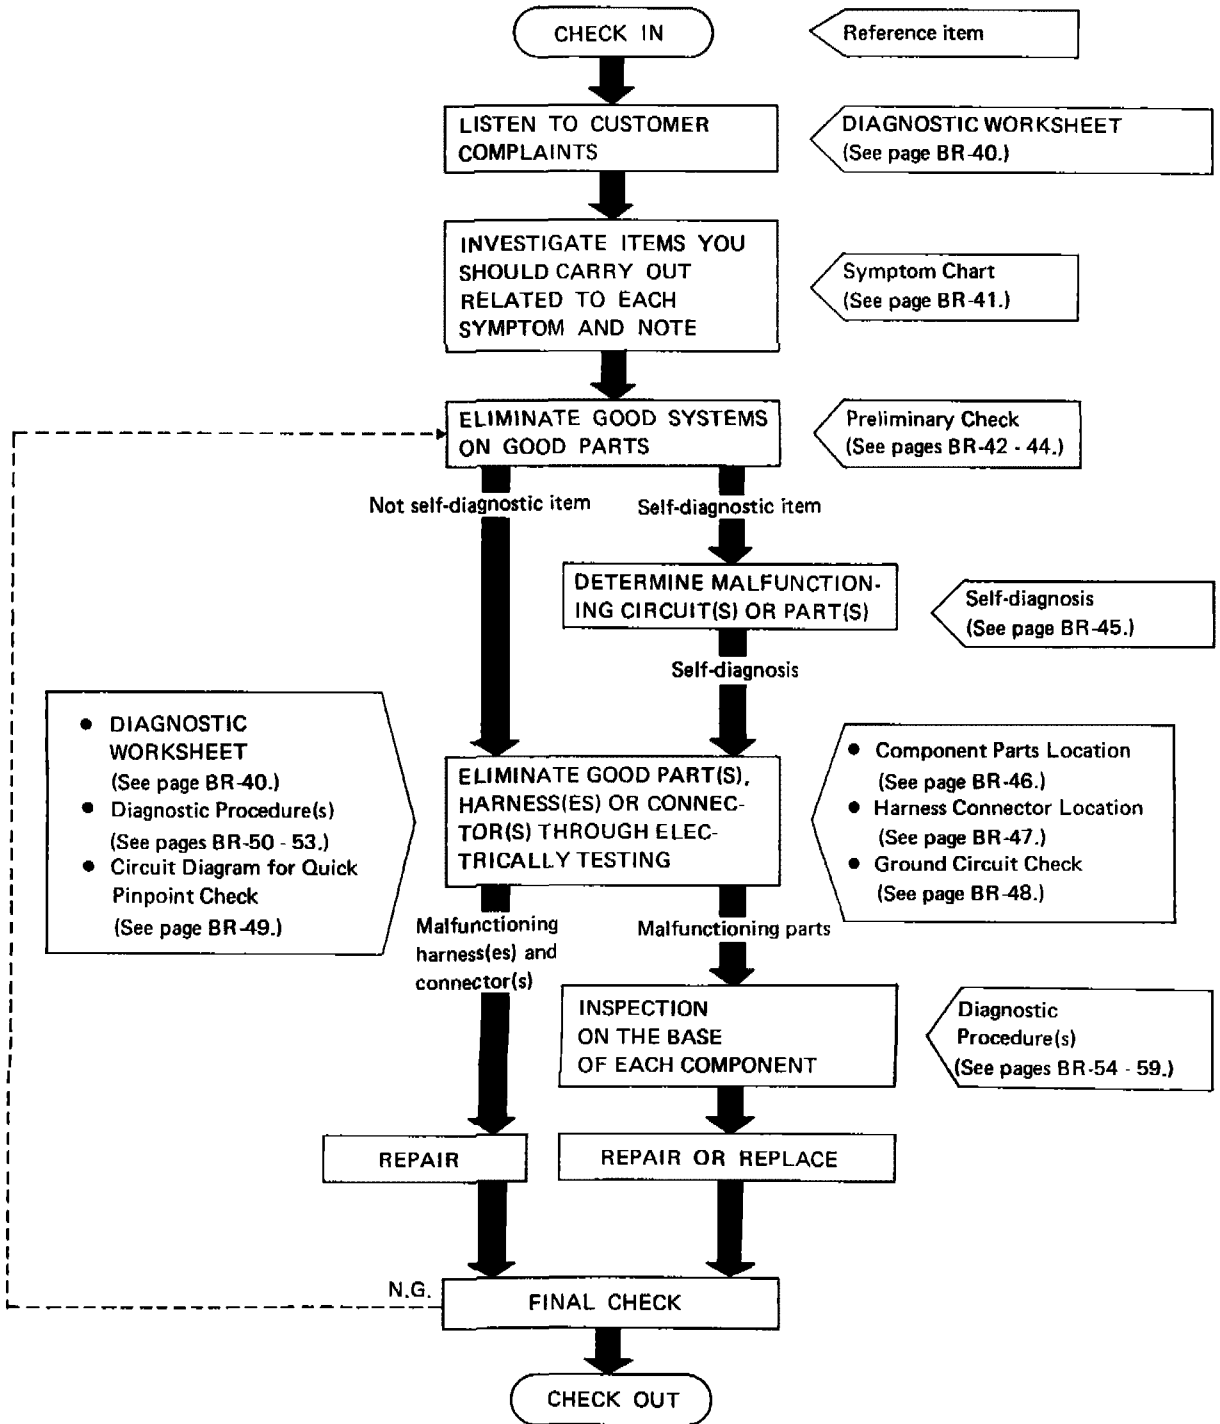 CHECK IN
Reference item
LISTEN TO CUSTOMER
COMPLAINTS
DIAGNOSTIC WORKSHEET
(See page BR-40.)
INVESTIGATE ITEMS YOU
SHOULD CARRY OUT
RELATED TO EACH
SYMPTOM AND NOTE
Symptom Chart
(See page BR-41.)
ELIMINATE GOOD SYSTEMS
ON GOOD PARTS
Preliminary Check
(See pages BR-42 - 44.)
Not self-diagnostic item
Self-diagnostic item
DETERMINE MALFUNCTION-
ING CIRCUIT(S) OR PART(S)
Self-diagnosis
(See page BR-45.)
Self-diagnosis
● DIAGNOSTIC
WORKSHEET
(See page BR-40.)
● Diagnostic Procedure(s)
(See pages BR-50 - 53.)
● Circuit Diagram for Quick
Pinpoint Check
(See page BR-49.)
ELIMINATE GOOD PART(S),
HARNESS(ES) OR CONNEC-
TOR(S) THROUGH ELEC-
TRICALLY TESTING
● Component Parts Location
(See page BR-46.)
● Harness Connector Location
(See page BR-47.)
● Ground Circuit Check
(See page BR-48.)
Malfunctioning
harness(es) and
connector(s)
Malfunctioning parts
INSPECTION
ON THE BASE
OF EACH COMPONENT
Diagnostic
Procedure(s)
(See pages BR-54 - 59.)
REPAIR
REPAIR OR REPLACE
N.G.
FINAL CHECK
CHECK OUT